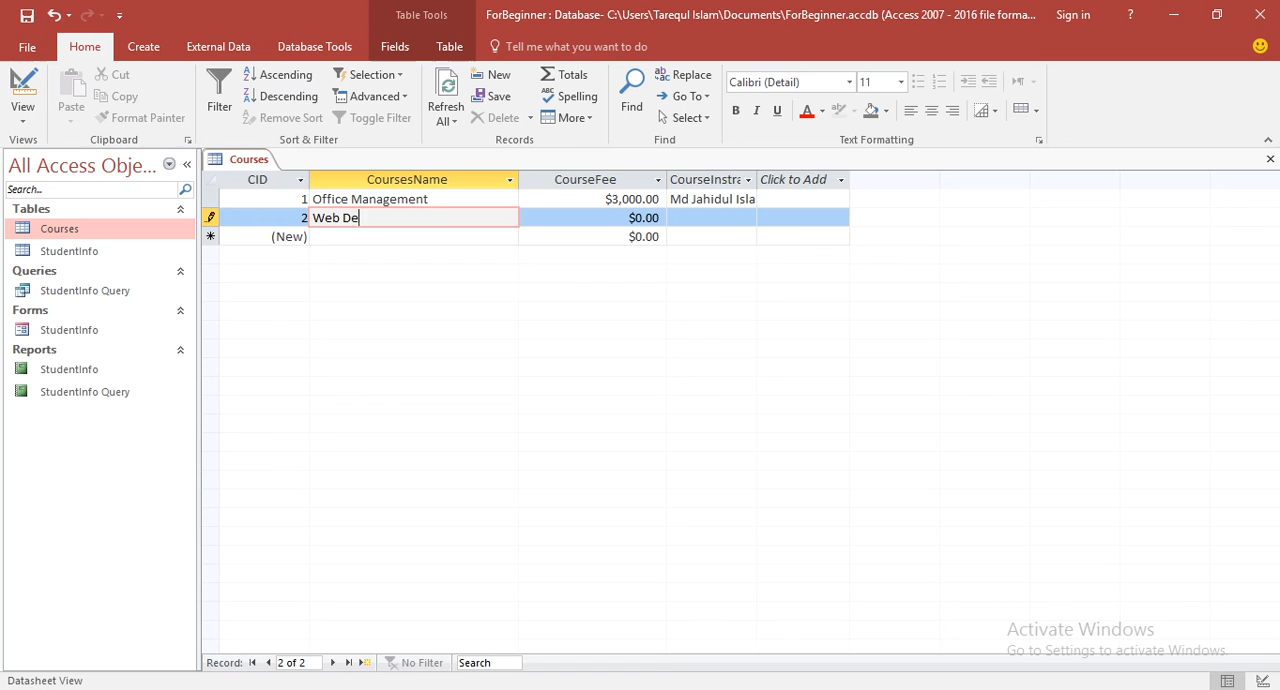 Table Tools
ForBeginner : Database- C:\Users\Tarequl Islam\Documents\ForBeginner.accdb (Access 2007 - 2016 file forma...
Sign in
?
File Home Create External Data Database Tools Fields Table Tell me what you want to do
View
Views
Paste
Cut
Copy
Format Painter
Clipboard
Filter
Ascending
Descending
Remove Sort
Selection
Advanced
Toggle Filter
Sort & Filter
Refresh
All
New
Save
Delete
Totals
Spelling
More
Records
Find
Replace
Go To
Select
Find
Calibri (Detail) 11
B I U
Text Formatting
All Access Obje...
Search...
Tables
Courses
StudentInfo
Queries
StudentInfo Query
Forms
StudentInfo
Reports
StudentInfo
StudentInfo Query
Courses
CID CoursesName CourseFee CourseInstra Click to Add
1 Office Management $3,000.00 Md Jahidul Isla
2 Web De $0.00
(New) $0.00
Activate Windows
Go to Settings to activate Windows.
Record: 2 of 2 No Filter Search
Datasheet View